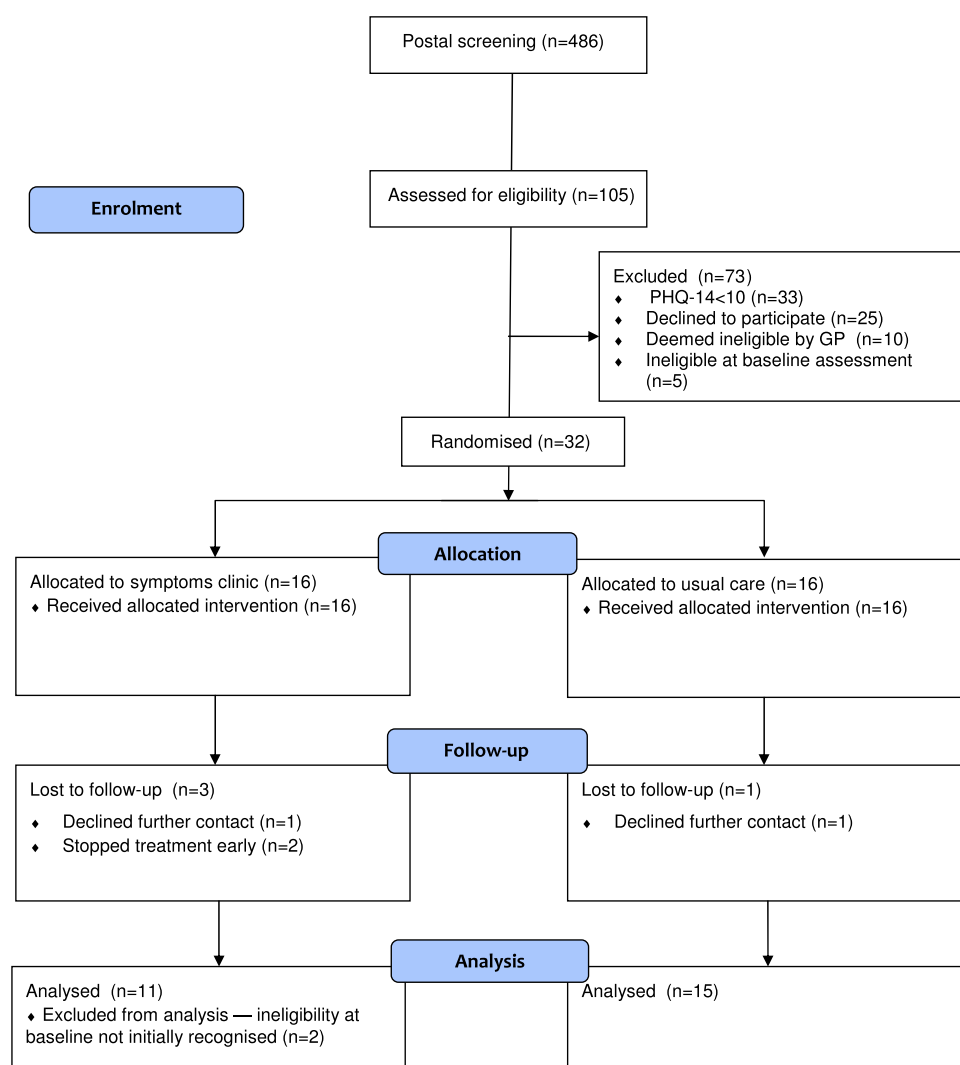 Postal screening (n=486)
Assessed for eligibility (n=105)
Enrolment
Excluded (n=73)
♦ PHQ-14<10 (n=33)
♦ Declined to participate (n=25)
♦ Deemed ineligible by GP (n=10)
♦ Ineligible at baseline assessment
(n=5)
Randomised (n=32)
Allocation
Allocated to symptoms clinic (n=16)
♦ Received allocated intervention (n=16)
Allocated to usual care (n=16)
♦ Received allocated intervention (n=16)
Follow-up
Lost to follow-up (n=3)
♦ Declined further contact (n=1)
♦ Stopped treatment early (n=2)
Lost to follow-up (n=1)
♦ Declined further contact (n=1)
Analysis
Analysed (n=11)
♦ Excluded from analysis — ineligibility at
baseline not initially recognised (n=2)
Analysed (n=15)